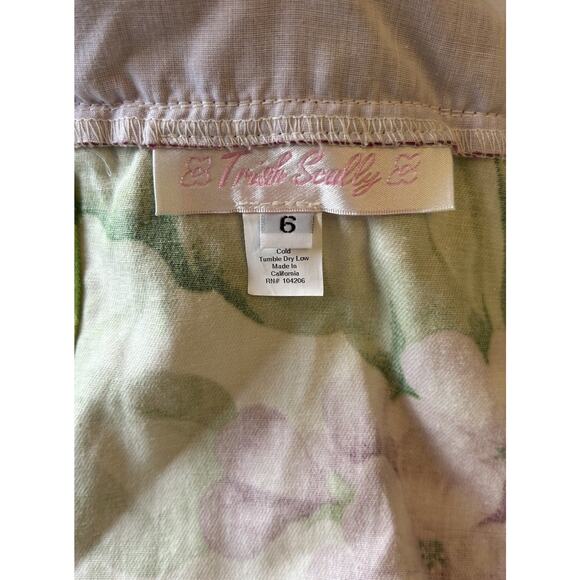 Trish Scully
6
Cold
Tumble Dry Low
Made In
California
RN# 104206